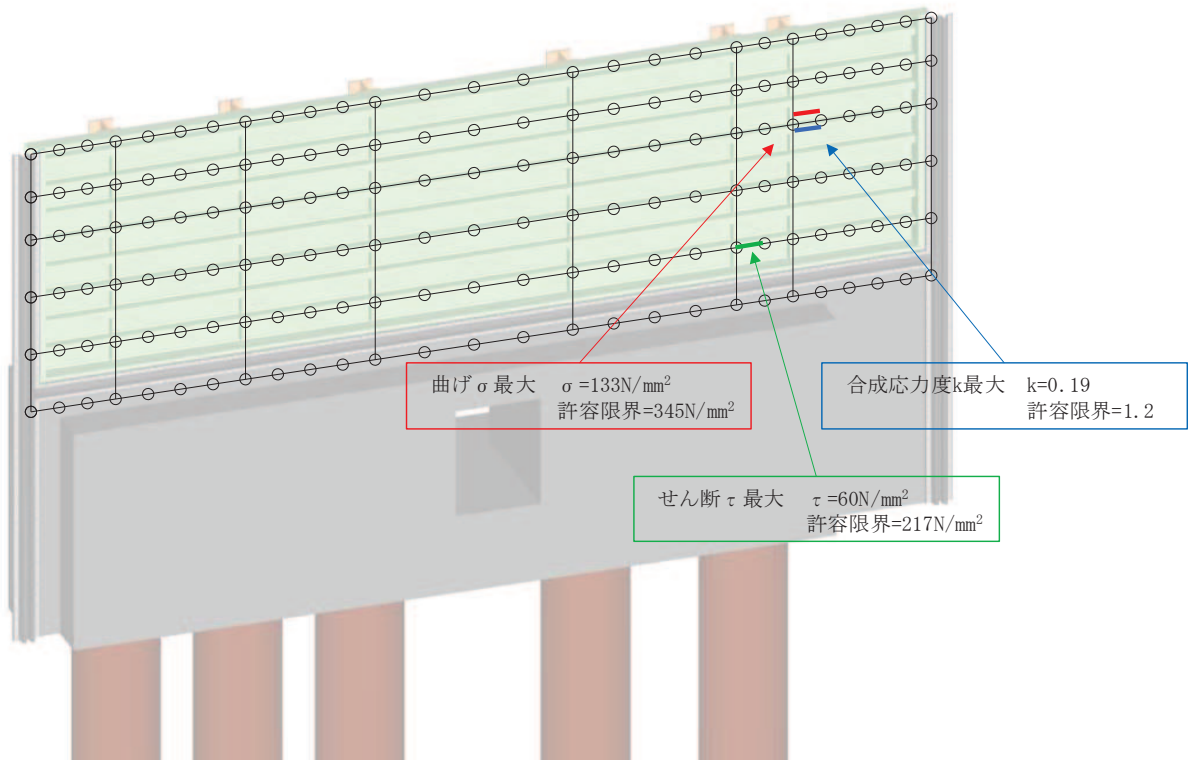 曲げσ最大　σ=133N/mm²
許容限界=345N/mm²
合成応力度k最大　k=0.19
許容限界=1.2
せん断τ最大　τ=60N/mm²
許容限界=217N/mm²